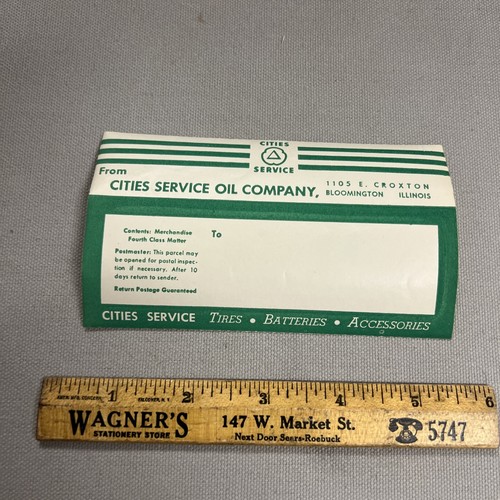 CITIES
SERVICE
From
CITIES SERVICE OIL COMPANY, 1105 E. CROXTON
BLOOMINGTON ILLINOIS
Contents: Merchandise
Fourth Class Matter
To
Postmaster: This parcel may
be opened for postal inspec-
tion if necessary. After 10
days return to sender.
Return Postage Guaranteed
CITIES SERVICE TIRES • BATTERIES • ACCESSORIES
1 2 3 4 5 6
WAGNER'S
STATIONERY STORE
147 W. Market St.
Next Door Sears-Roebuck
5747